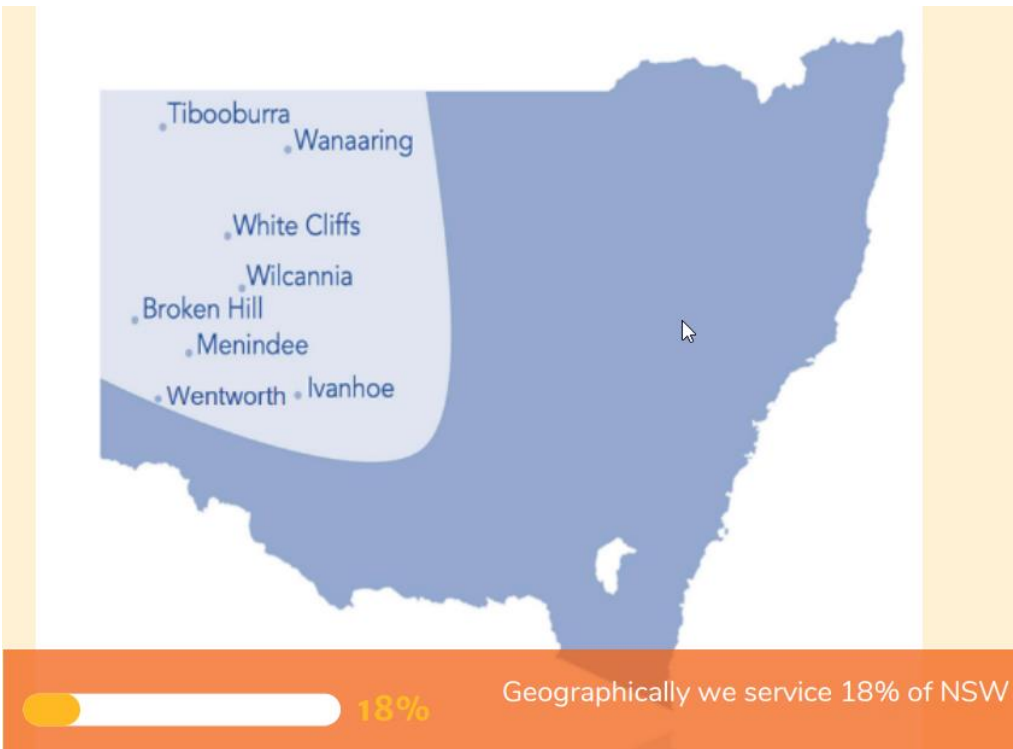 Tibooburra
Wanaaring
White Cliffs
Wilcannia
Broken Hill
Menindee
Wentworth
Ivanhoe
18%
Geographically we service 18% of NSW